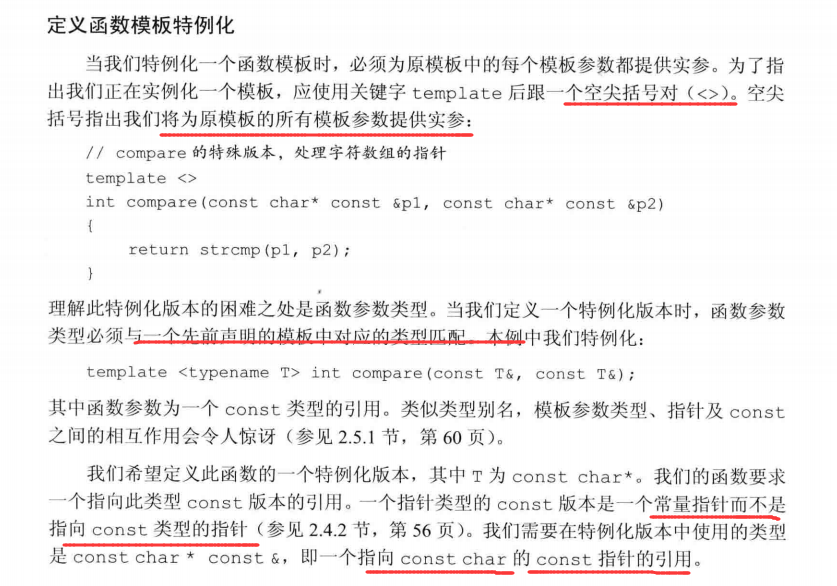 定义函数模板特例化
当我们特例化一个函数模板时，必须为原模板中的每个模板参数都提供实参。为了指
出我们正在实例化一个模板，应使用关键字 template 后跟一个空尖括号对（<>）。空尖
括号指出我们将为原模板的所有模板参数提供实参：
// compare 的特殊版本，处理字符数组的指针
template <>
int compare(const char* const &p1, const char* const &p2)
{
return strcmp(p1, p2);
}
理解此特例化版本的困难之处是函数参数类型。当我们定义一个特例化版本时，函数参数
类型必须与一个先前声明的模板中对应的类型匹配。本例中我们特例化：
template <typename T> int compare(const T&, const T&);
其中函数参数为一个 const 类型的引用。类似类型别名，模板参数类型、指针及 const
之间的相互作用会令人惊讶（参见 2.5.1 节，第 60 页）。
我们希望定义此函数的一个特例化版本，其中 T 为 const char*。我们的函数要求
一个指向此类型 const 版本的引用。一个指针类型的 const 版本是一个常量指针而不是
指向 const 类型的指针（参见 2.4.2 节，第 56 页）。我们需要在特例化版本中使用的类型
是 const char * const &，即一个指向 const char 的 const 指针的引用。